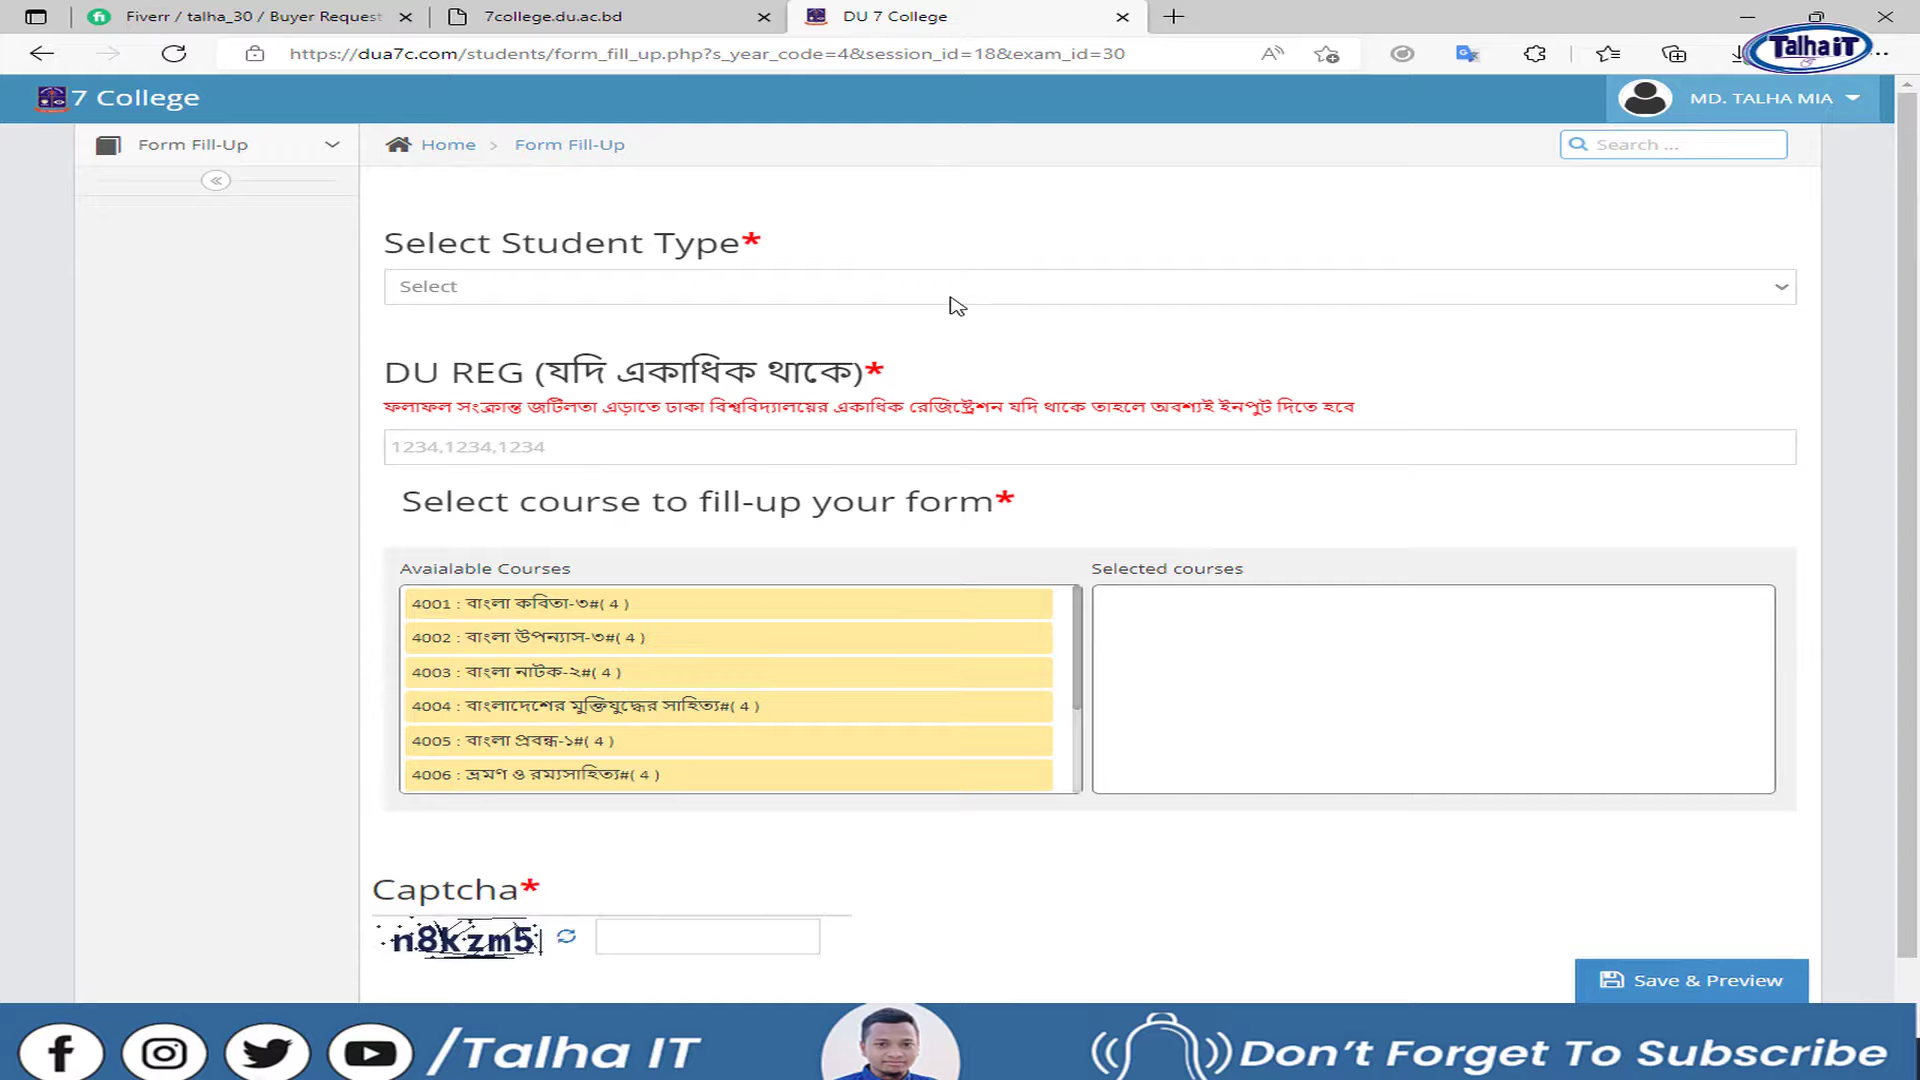 Fiverr / talha_30 / Buyer Request
7college.du.ac.bd
DU 7 College
https://dua7c.com/students/form_fill_up.php?s_year_code=4&session_id=18&exam_id=30
Talha iT
7 College
MD. TALHA MIA
Form Fill-Up
Home > Form Fill-Up
Search ...
Select Student Type*
Select
DU REG (যদি একাধিক থাকে)*
ফলাফল সংক্রান্ত জটিলতা এড়াতে ঢাকা বিশ্ববিদ্যালয়ের একাধিক রেজিষ্ট্রেশন যদি থাকে তাহলে অবশ্যই ইনপুট দিতে হবে
1234,1234,1234
Select course to fill-up your form*
Avaialable Courses
Selected courses
4001 : বাংলা কবিতা-৩#( 4 )
4002 : বাংলা উপন্যাস-৩#( 4 )
4003 : বাংলা নাটক-২#( 4 )
4004 : বাংলাদেশের মুক্তিযুদ্ধের সাহিত্য#( 4 )
4005 : বাংলা প্রবন্ধ-১#( 4 )
4006 : ভ্রমণ ও রম্যসাহিত্য#( 4 )
Captcha*
n8kzm5
Save & Preview
/Talha IT
Don't Forget To Subscribe